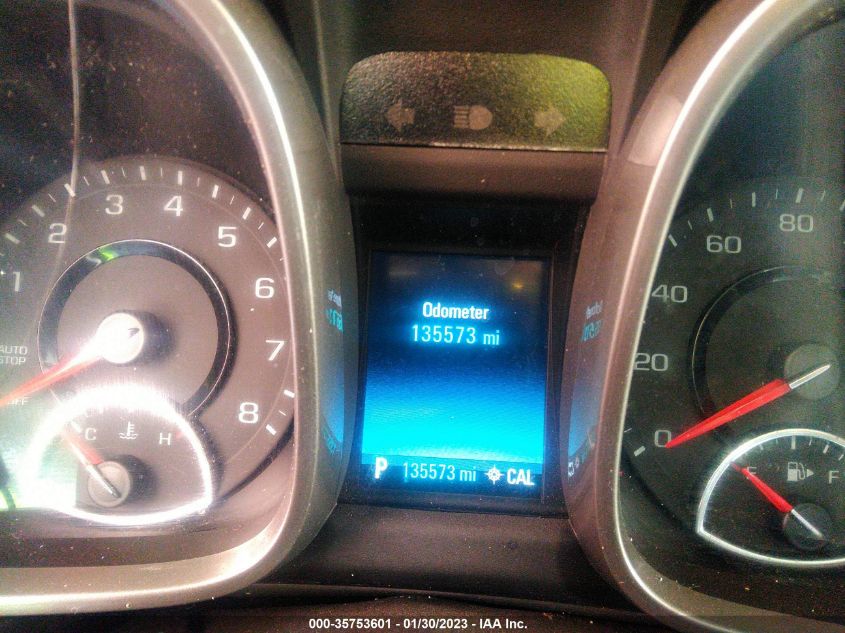 1 2 3 4 5 6 7 8
AUTO
STOP
OFF
C H
Odometer
135573 mi
P 135573 mi CAL
0 20 40 60 80
E F
000-35753601 - 01/30/2023 - IAA Inc.